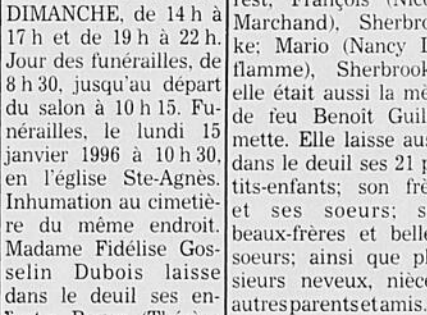 DIMANCHE, de 14 h à
17 h et de 19 h à 22 h.
Jour des funérailles, de
8 h 30, jusqu'au départ
du salon à 10 h 15. Fu-
nérailles, le lundi 15
janvier 1996 à 10 h 30,
en l'église Ste-Agnès.
Inhumation au cimetiè-
re du même endroit.
Madame Fidélise Gos-
selin Dubois laisse
dans le deuil ses en-
François
Marchand), Sherbro
ke; Mario (Nancy L
flamme), Sherbrook
elle était aussi la mè
de feu Benoît Guil
mette. Elle laisse aus
dans le deuil ses 21 p
tits-enfants; son frè
et ses soeurs; s
beaux-frères et belle
soeurs; ainsi que pl
sieurs neveux, nièce
autres parents et amis.